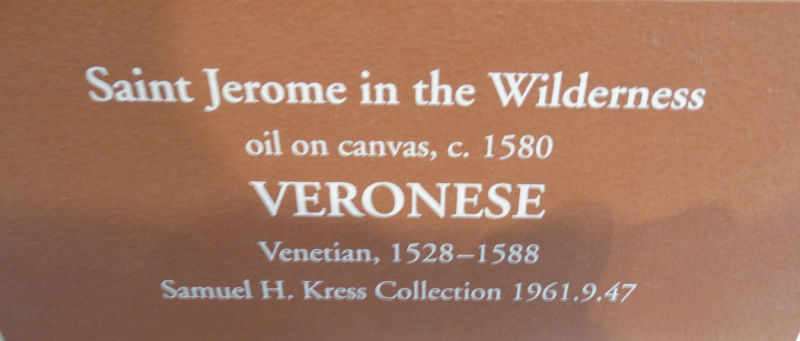 Saint Jerome in the Wilderness
oil on canvas, c. 1580
VERONESE
Venetian, 1528–1588
Samuel H. Kress Collection 1961.9.47